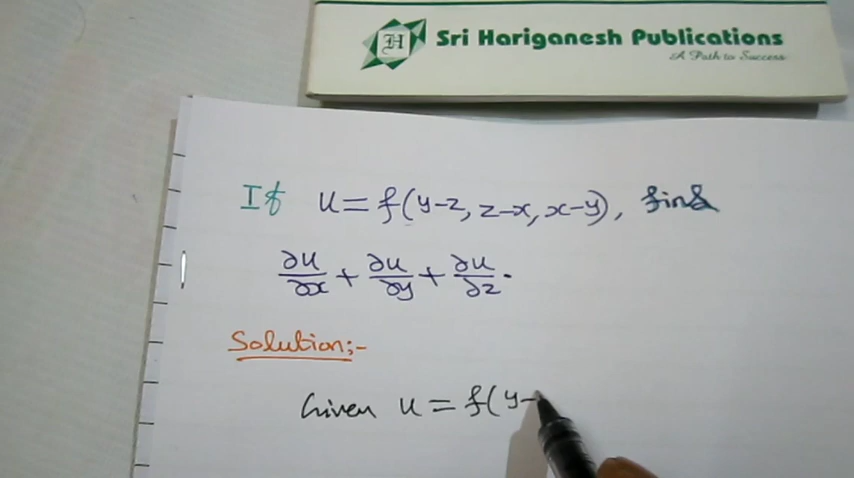 H Sri Hariganesh Publications
A Path to Success
If u = f(y-z, z-x, x-y), find
∂u/∂x + ∂u/∂y + ∂u/∂z.
Solution:-
Given u = f(y-